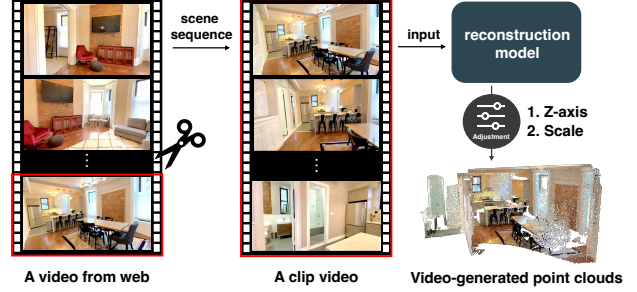 scene
sequence
input
reconstruction
model
Adjustment
1. Z-axis
2. Scale
A video from web
A clip video
Video-generated point clouds